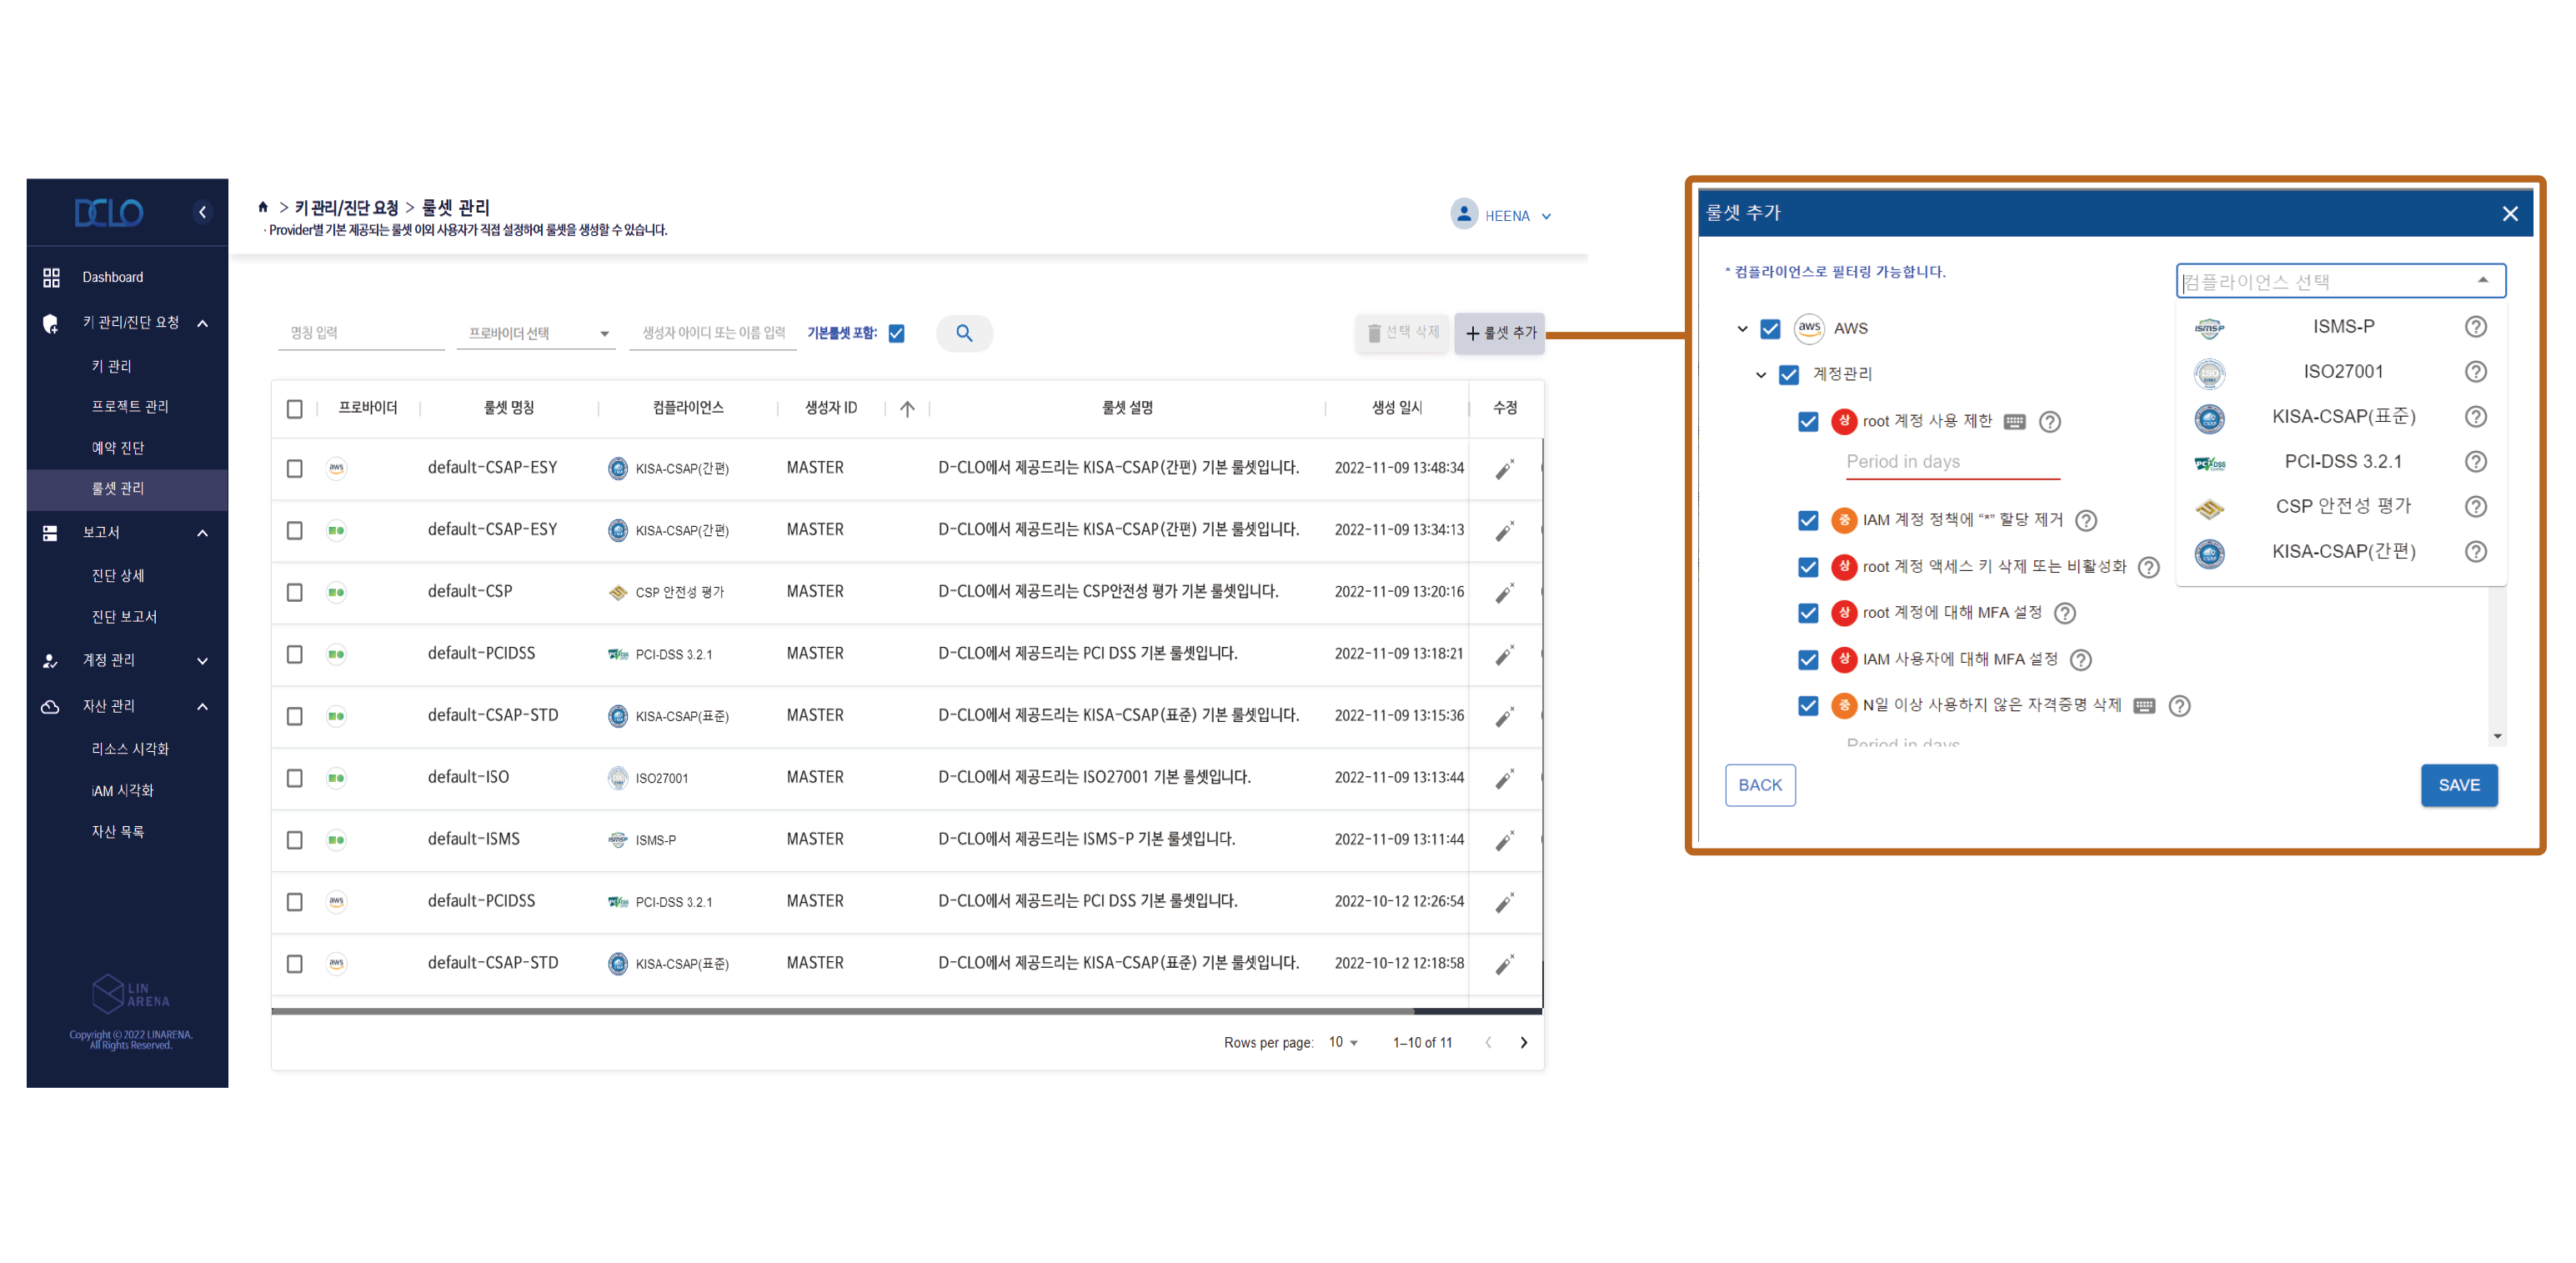 DCLO
Dashboard
키 관리/진단 요청
키 관리
프로젝트 관리
예약 진단
룰셋 관리
보고서
진단 상세
진단 보고서
계정 관리
자산 관리
리소스 시각화
iAM 시각화
자산 목록
LIN ARENA
Copyright ⓒ 2022 LINARENA.
All Rights Reserved.
> 키 관리/진단 요청 > 룰셋 관리
· Provider별 기본 제공되는 룰셋 이외 사용자가 직접 설정하여 룰셋을 생성할 수 있습니다.
HEENA
명칭 입력 프로바이더 선택 생성자 아이디 또는 이름 입력 기본룰셋 포함: 선택 삭제 + 룰셋 추가
프로바이더 룰셋 명칭 컴플라이언스 생성자 ID 룰셋 설명 생성 일시 수정
aws default-CSAP-ESY KISA-CSAP(간편) MASTER D-CLO에서 제공드리는 KISA-CSAP(간편) 기본 룰셋입니다. 2022-11-09 13:48:34
default-CSAP-ESY KISA-CSAP(간편) MASTER D-CLO에서 제공드리는 KISA-CSAP(간편) 기본 룰셋입니다. 2022-11-09 13:34:13
default-CSP CSP 안전성 평가 MASTER D-CLO에서 제공드리는 CSP안전성 평가 기본 룰셋입니다. 2022-11-09 13:20:16
default-PCIDSS PCI-DSS 3.2.1 MASTER D-CLO에서 제공드리는 PCI DSS 기본 룰셋입니다. 2022-11-09 13:18:21
default-CSAP-STD KISA-CSAP(표준) MASTER D-CLO에서 제공드리는 KISA-CSAP(표준) 기본 룰셋입니다. 2022-11-09 13:15:36
default-ISO ISO27001 MASTER D-CLO에서 제공드리는 ISO27001 기본 룰셋입니다. 2022-11-09 13:13:44
default-ISMS ISMS-P MASTER D-CLO에서 제공드리는 ISMS-P 기본 룰셋입니다. 2022-11-09 13:11:44
aws default-PCIDSS PCI-DSS 3.2.1 MASTER D-CLO에서 제공드리는 PCI DSS 기본 룰셋입니다. 2022-10-12 12:26:54
aws default-CSAP-STD KISA-CSAP(표준) MASTER D-CLO에서 제공드리는 KISA-CSAP(표준) 기본 룰셋입니다. 2022-10-12 12:18:58
Rows per page: 10 1–10 of 11
룰셋 추가
* 컴플라이언스로 필터링 가능합니다.
컴플라이언스 선택
ISMS-P
ISO27001
KISA-CSAP(표준)
PCI-DSS 3.2.1
CSP 안전성 평가
KISA-CSAP(간편)
aws AWS
계정관리
상 root 계정 사용 제한
Period in days
중 IAM 계정 정책에 “*” 할당 제거
상 root 계정 액세스 키 삭제 또는 비활성화
상 root 계정에 대해 MFA 설정
상 IAM 사용자에 대해 MFA 설정
중 N일 이상 사용하지 않은 자격증명 삭제
Period in days
BACK
SAVE